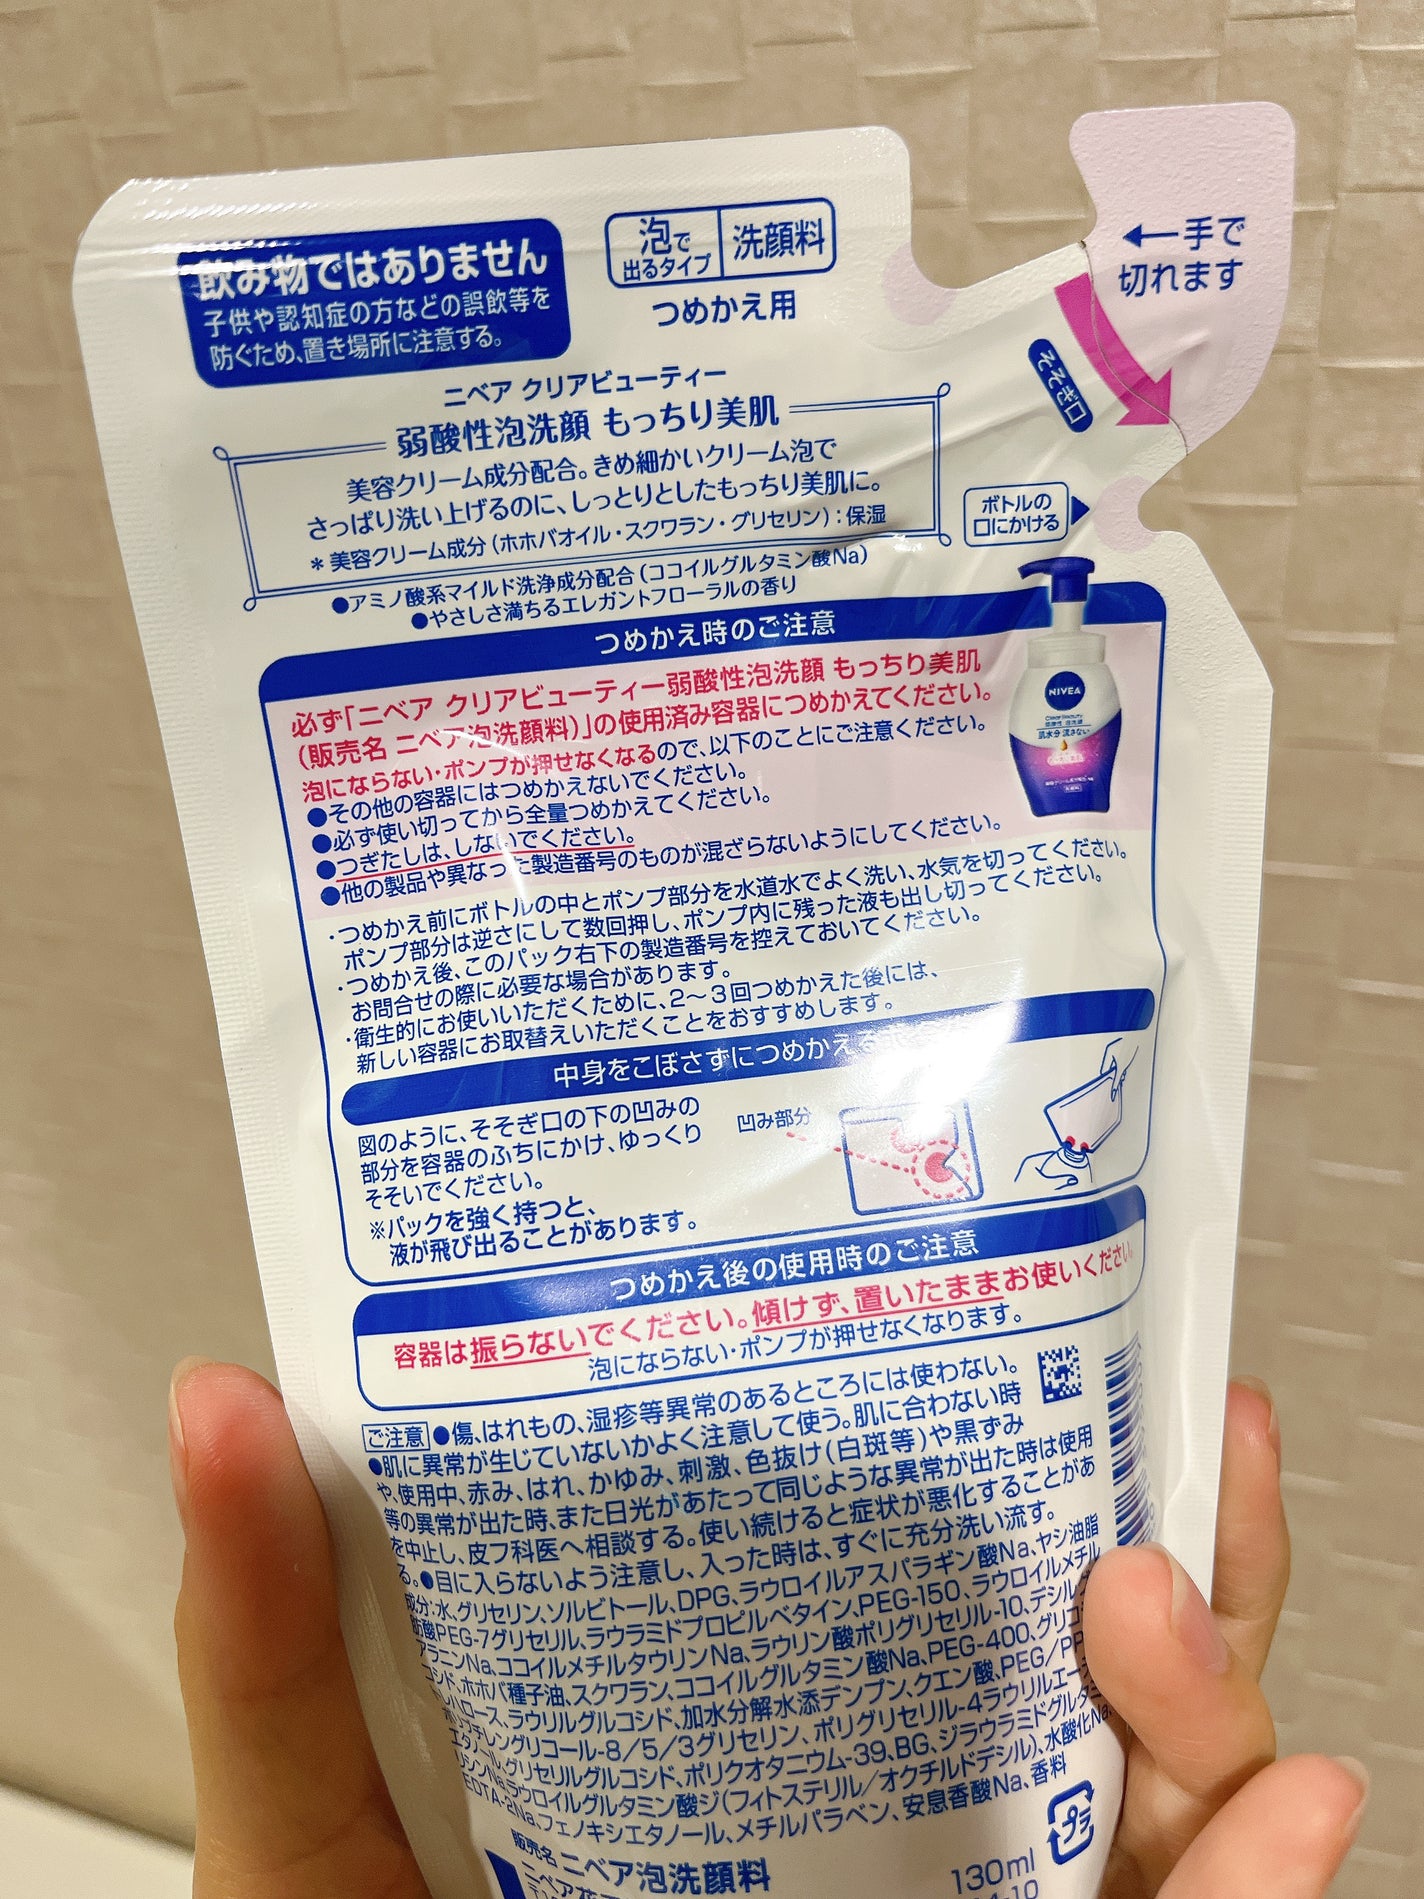 飲み物ではありません
子供や認知症の方などの誤飲等を
防ぐため、置き場所に注意する。
泡で
出るタイプ
洗顔料
つめかえ用
←手で
切れます
そそぎ口
ボトルの
口にかける
ニベア クリアビューティー
弱酸性泡洗顔 もっちり美肌
美容クリーム成分配合。きめ細かいクリーム泡で
さっぱり洗い上げるのに、しっとりとしたもっちり美肌に。
*美容クリーム成分(ホホバオイル・スクワラン・グリセリン):保湿
●アミノ酸系マイルド洗浄成分配合(ココイルグルタミン酸Na)
●やさしさ満ちるエレガントフローラルの香り
つめかえ時のご注意
必ず「ニベア クリアビューティー弱酸性泡洗顔 もっちり美肌
(販売名 ニベア泡洗顔料)」の使用済み容器につめかえてください。
泡にならない・ポンプが押せなくなるので、以下のことにご注意ください。
●その他の容器にはつめかえないでください。
●必ず使い切ってから全量つめかえてください。
●つぎたしは、しないでください。
●他の製品や異なった製造番号のものが混ざらないようにしてください。
NIVEA
Clear Beauty
肌水分 流さない
・つめかえ前にボトルの中とポンプ部分を水道水でよく洗い、水気を切ってください。
ポンプ部分は逆さにして数回押し、ポンプ内に残った液も出し切ってください。
・つめかえ後、このパック右下の製造番号を控えておいてください。
お問合せの際に必要な場合があります。
・衛生的にお使いいただくために、2〜3回つめかえた後には、
新しい容器にお取替えいただくことをおすすめします。
中身をこぼさずにつめかえる
図のように、そそぎ口の下の凹みの
部分を容器のふちにかけ、ゆっくり
そそいでください。
※パックを強く持つと、
液が飛び出ることがあります。
凹み部分
つめかえ後の使用時のご注意
容器は振らないでください。傾けず、置いたままお使いください。
泡にならない・ポンプが押せなくなります。
ご注意 ●傷、はれもの、湿疹等異常のあるところには使わない。
●肌に異常が生じていないかよく注意して使う。肌に合わない時
や、使用中、赤み、はれ、かゆみ、刺激、色抜け(白斑等)や黒ずみ
等の異常が出た時、また日光があたって同じような異常が出た時は使用
を中止し、皮フ科医へ相談する。使い続けると症状が悪化することがあ
る。●目に入らないよう注意し、入った時は、すぐに充分洗い流す。
成分:水、グリセリン、ソルビトール、DPG、ラウロイルアスパラギン酸Na、ヤシ油脂
肪酸PEG-7グリセリル、ラウラミドプロピルベタイン、PEG-150、ラウロイルメチル
アラニンNa、ココイルメチルタウリンNa、ラウリン酸ポリグリセリル-10、デシルグ
コシド、ホホバ種子油、スクワラン、ココイルグルタミン酸Na、PEG-400、グリコ
ハロース、ラウリルグルコシド、加水分解水添デンプン、クエン酸、PEG/PP
ブチレングリコール-8/5/3グリセリン、ポリグリセリル-4ラウリルエー
エタノール、グリセリルグルコシド、ポリクオタニウム-39、BG、ジラウラミドグルタミ
リシンNa、ラウロイルグルタミン酸ジ(フィトステリル/オクチルドデシル)、水酸化Na、
EDTA-2Na、フェノキシエタノール、メチルパラベン、安息香酸Na、香料
販売名 ニベア泡洗顔料
プラ
130ml